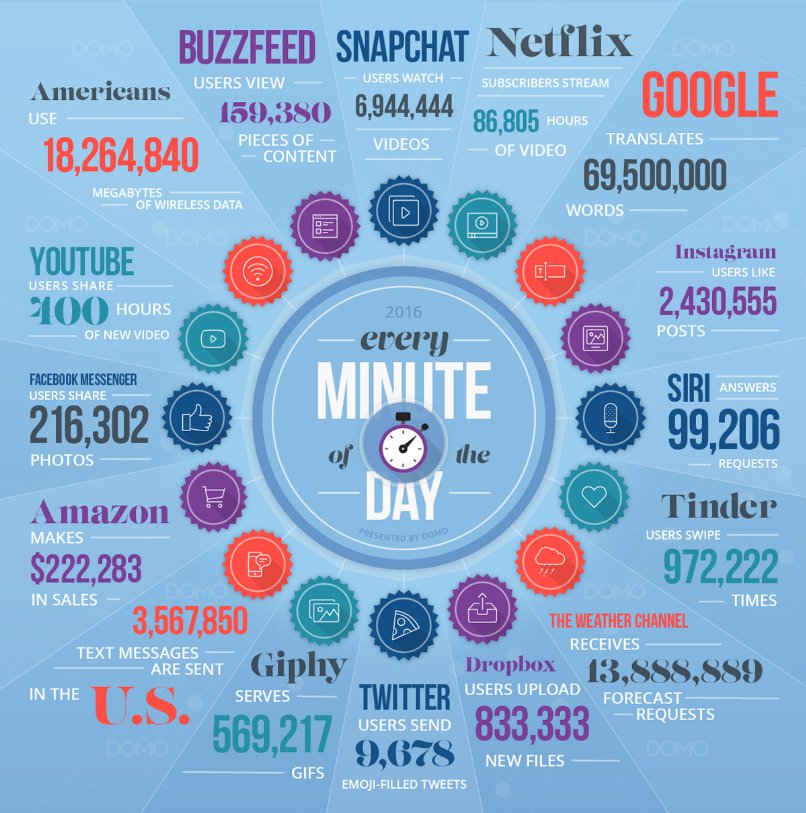 BUZZFEED
USERS VIEW
159,380
PIECES OF
CONTENT
SNAPCHAT
USERS WATCH
6,944,444
VIDEOS
Netflix
SUBSCRIBERS STREAM
86,805 HOURS
OF VIDEO
GOOGLE
TRANSLATES
69,500,000
WORDS
Instagram
USERS LIKE
2,430,555
POSTS
SIRI ANSWERS
99,206
REQUESTS
Tinder
USERS SWIPE
972,222
TIMES
THE WEATHER CHANNEL
RECEIVES
13,888,889
FORECAST
REQUESTS
Dropbox
USERS UPLOAD
833,333
NEW FILES
TWITTER
USERS SEND
9,678
EMOJI-FILLED TWEETS
Giphy
SERVES
569,217
GIFS
3,567,850
TEXT MESSAGES
ARE SENT
IN THE U.S.
Amazon
MAKES
$222,283
IN SALES
FACEBOOK MESSENGER
USERS SHARE
216,302
PHOTOS
YOUTUBE
USERS SHARE
400 HOURS
OF NEW VIDEO
Americans
USE
18,264,840
MEGABYTES
OF WIRELESS DATA
2016
every
MINUTE
of the
DAY
PRESENTED BY DOMO
T
DOMO
DOMO
DOMO
DOMO
DOMO
DOMO